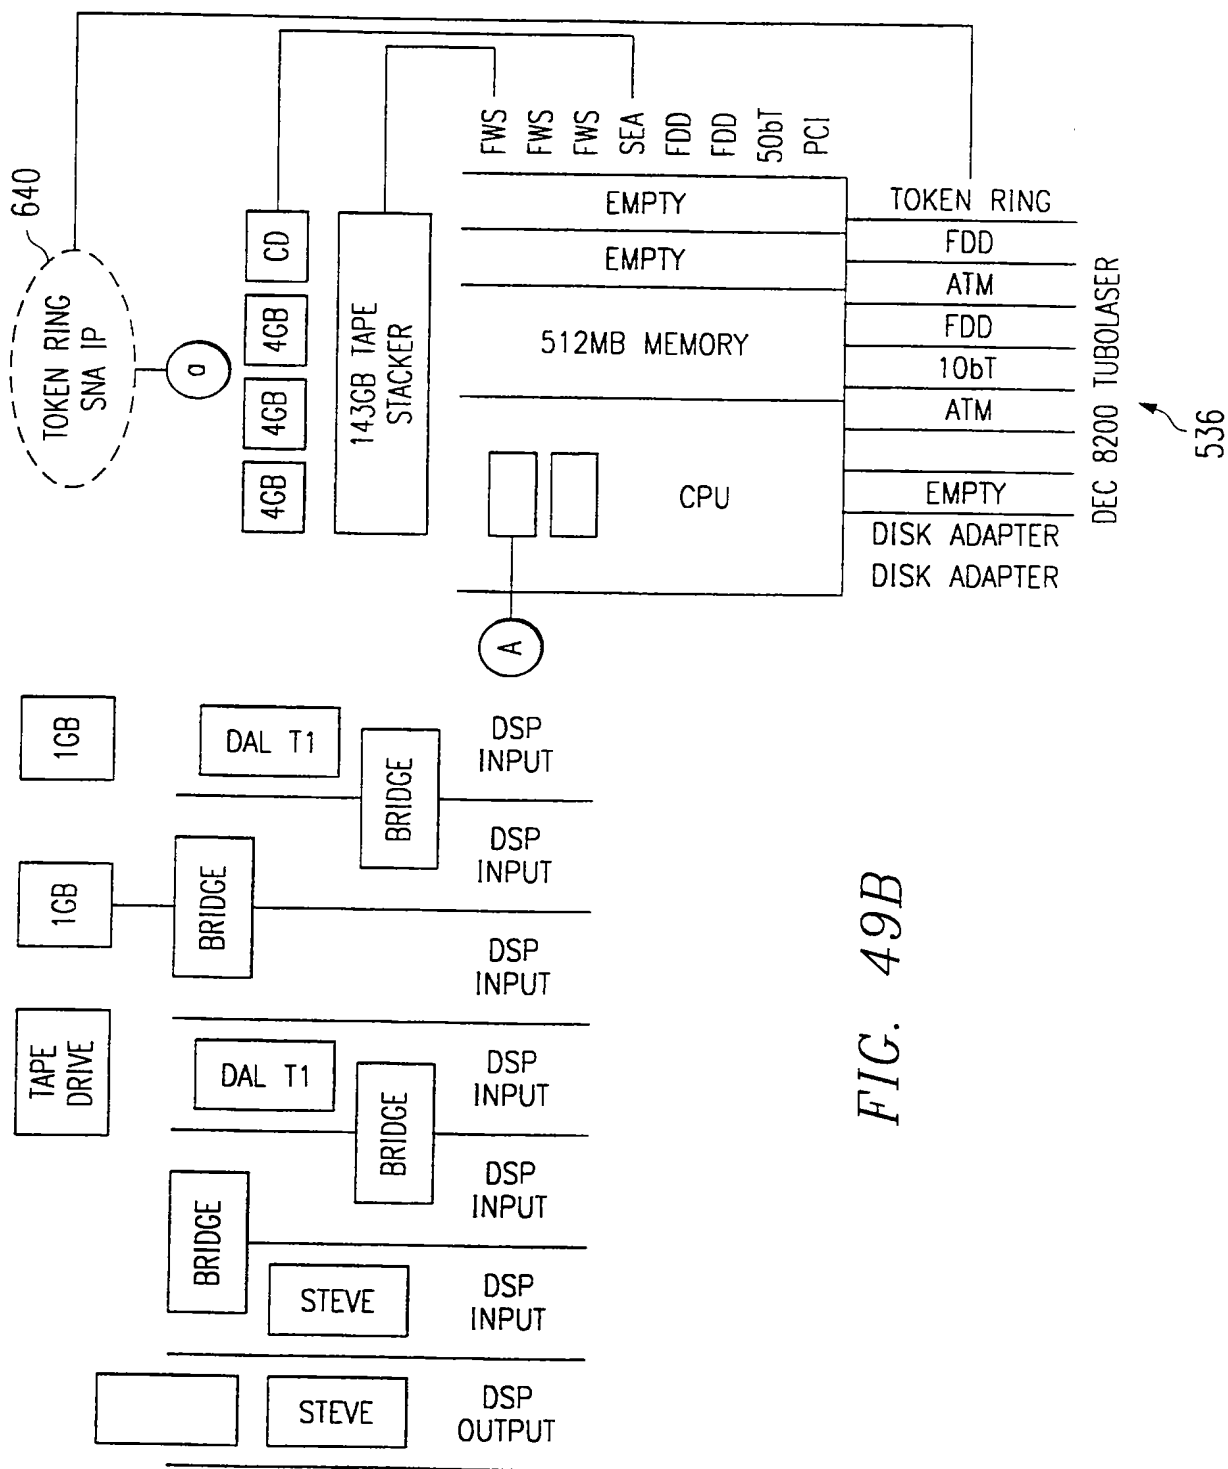 640
TOKEN RING
SNA IP
a
4GB
4GB
4GB
CD
143GB TAPE
STACKER
FWS
FWS
FWS
SEA
FDD
FDD
50bT
PCI
EMPTY
EMPTY
512MB MEMORY
CPU
A
TOKEN RING
FDD
ATM
FDD
10bT
ATM
EMPTY
DISK ADAPTER
DISK ADAPTER
DEC 8200 TUBOLASER
536
1GB
DAL T1
BRIDGE
DSP
INPUT
DSP
INPUT
1GB
BRIDGE
DSP
INPUT
TAPE
DRIVE
DAL T1
BRIDGE
DSP
INPUT
DSP
INPUT
BRIDGE
STEVE
DSP
INPUT
STEVE
DSP
OUTPUT
FIG. 49B